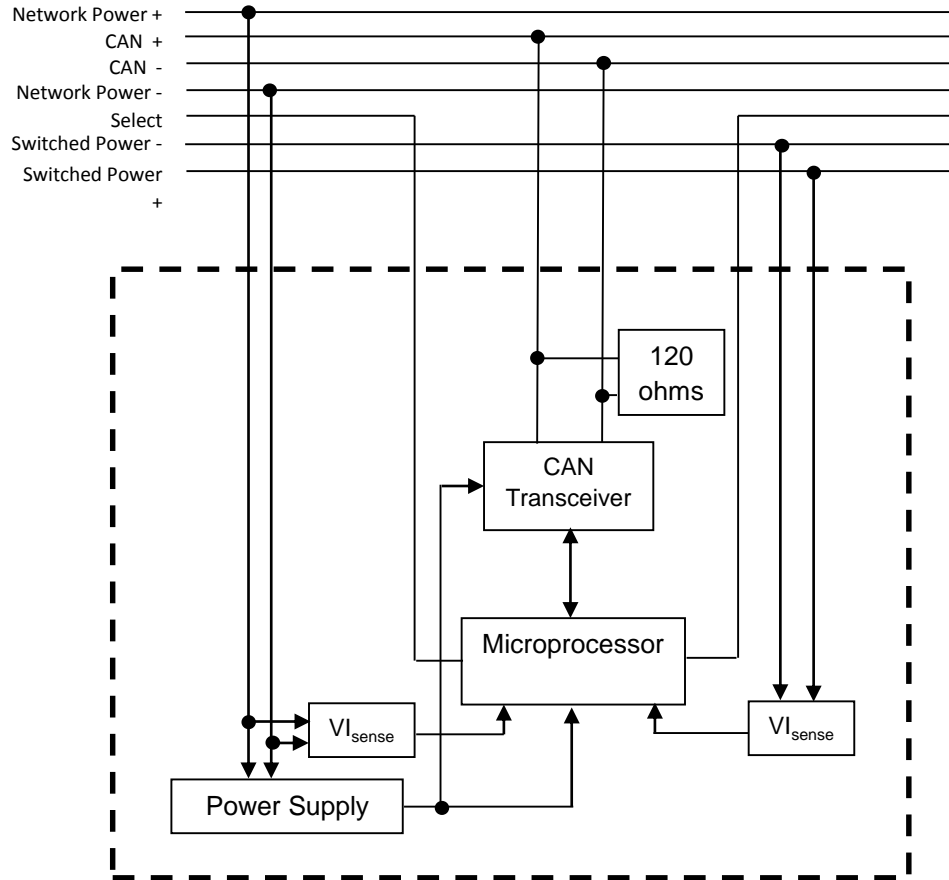 Network Power +
CAN +
CAN -
Network Power -
Select
Switched Power -
Switched Power
+
120
ohms
CAN
Transceiver
Microprocessor
VIsense
VIsense
Power Supply